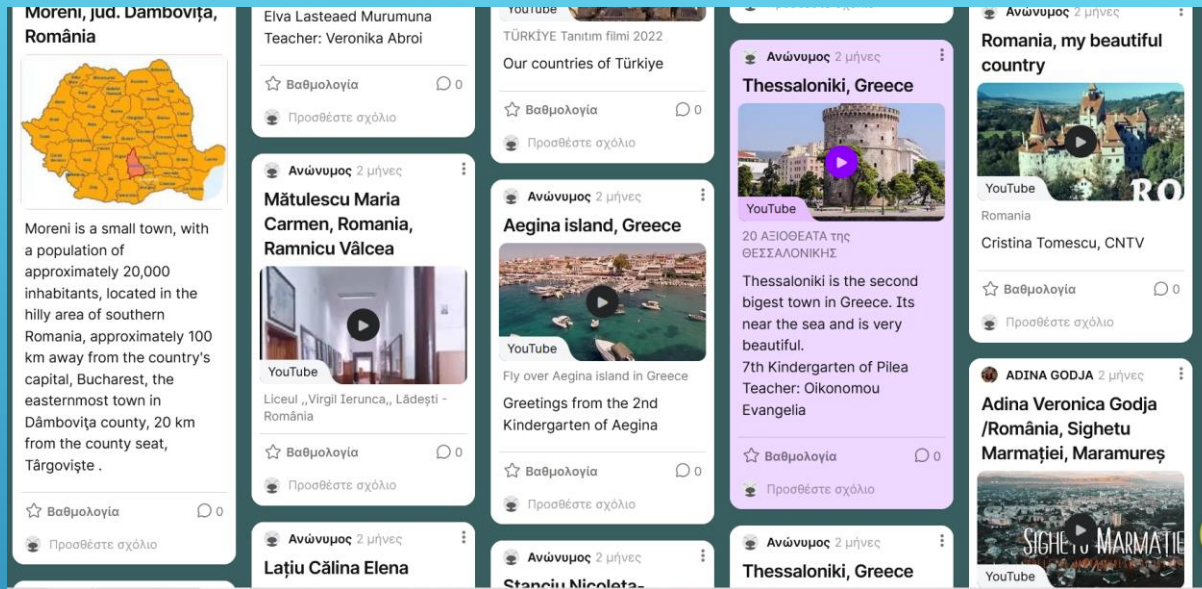 Moreni, jud. Dâmbovița,
România
Moreni is a small town, with
a population of
approximately 20,000
inhabitants, located in the
hilly area of southern
Romania, approximately 100
km away from the country's
capital, Bucharest, the
easternmost town in
Dâmboviţa county, 20 km
from the county seat,
Târgovişte .
Βαθμολογία 0
Προσθέστε σχόλιο
Elva Lasteaed Murumuna
Teacher: Veronika Abroi
Βαθμολογία 0
Προσθέστε σχόλιο
Ανώνυμος 2 μήνες
Mătulescu Maria
Carmen, Romania,
Ramnicu Vâlcea
YouTube
Liceul ,,Virgil Ierunca,, Lădești -
România
Βαθμολογία 0
Προσθέστε σχόλιο
Ανώνυμος 2 μήνες
Lațiu Călina Elena
YouTube
TÜRKİYE Tanıtım filmi 2022
Our countries of Türkiye
Βαθμολογία 0
Προσθέστε σχόλιο
Ανώνυμος 2 μήνες
Aegina island, Greece
YouTube
Fly over Aegina island in Greece
Greetings from the 2nd
Kindergarten of Aegina
Βαθμολογία 0
Προσθέστε σχόλιο
Ανώνυμος 2 μήνες
Stanciu Nicoleta-
Προσθέστε σχόλιο
Ανώνυμος 2 μήνες
Thessaloniki, Greece
YouTube
20 ΑΞΙΟΘΕΑΤΑ της
ΘΕΣΣΑΛΟΝΙΚΗΣ
Thessaloniki is the second
bigest town in Greece. Its
near the sea and is very
beautiful.
7th Kindergarten of Pilea
Teacher: Oikonomou
Evangelia
Βαθμολογία 0
Προσθέστε σχόλιο
Ανώνυμος 2 μήνες
Thessaloniki, Greece
Ανώνυμος 2 μήνες
Romania, my beautiful
country
RO
YouTube
Romania
Cristina Tomescu, CNTV
Βαθμολογία 0
Προσθέστε σχόλιο
ADINA GODJA 2 μήνες
Adina Veronica Godja
/România, Sighetu
Marmației, Maramureș
SIGHETU MARMAȚIE
YouTube